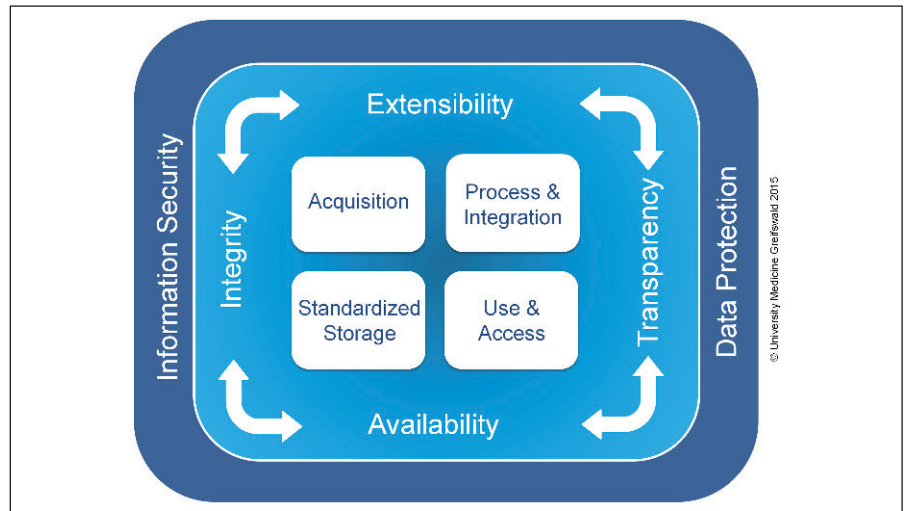 Extensibility
Information Security
Integrity
Acquisition
Process &
Integration
Standardized
Storage
Use &
Access
Transparency
Data Protection
© University Medicine Greifswald 2015
Availability